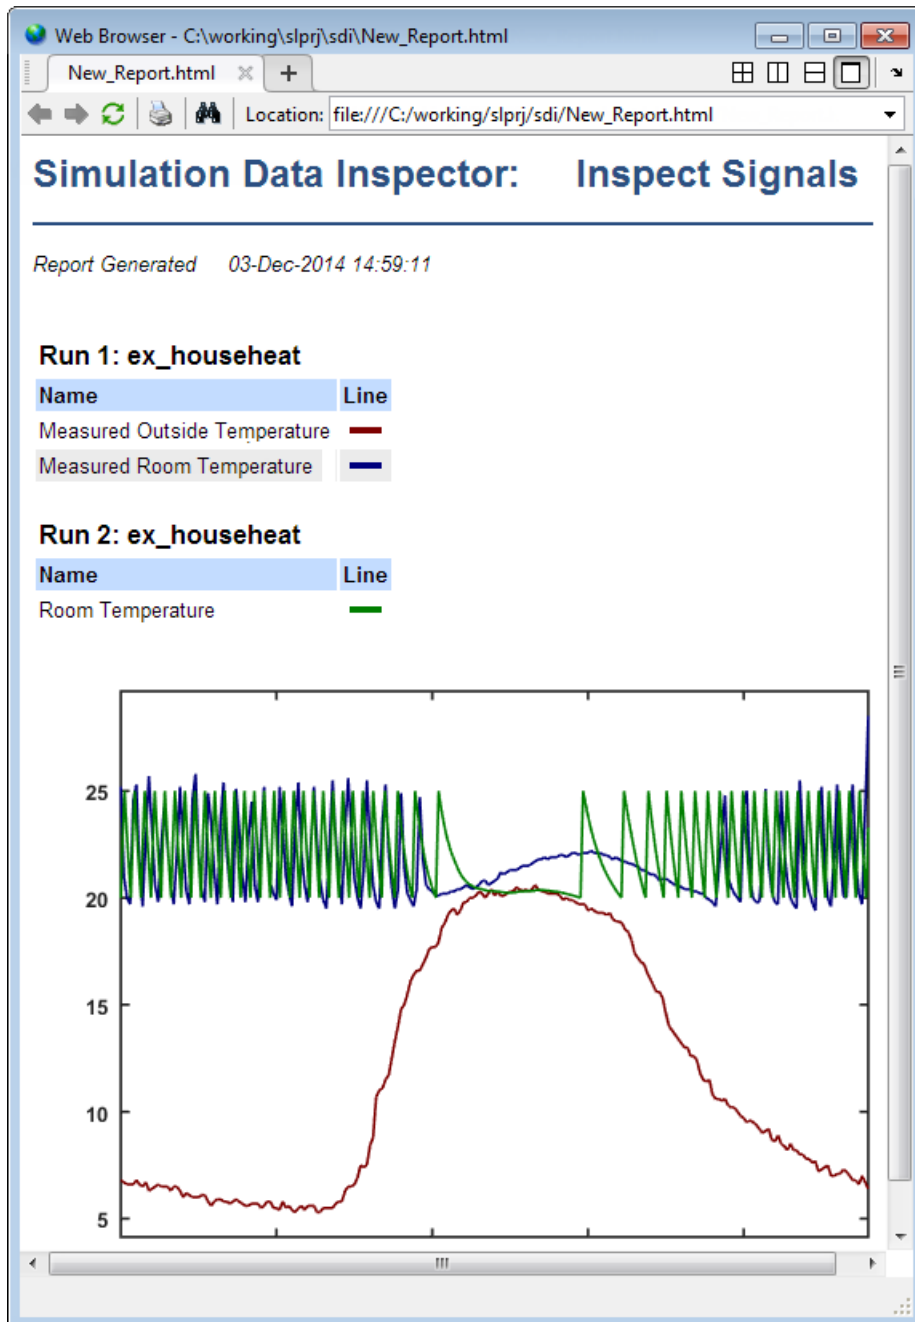 Web Browser - C:\working\slprj\sdi\New_Report.html
New_Report.html
Location: file:///C:/working/slprj/sdi/New_Report.html
Simulation Data Inspector: Inspect Signals
Report Generated 03-Dec-2014 14:59:11
Run 1: ex_househeat
Name Line
Measured Outside Temperature
Measured Room Temperature
Run 2: ex_househeat
Name Line
Room Temperature
25
20
15
10
5